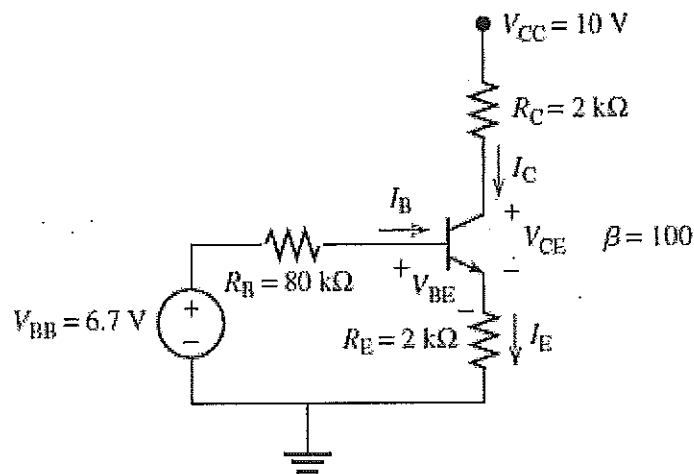 V_CC = 10 V
R_C = 2 kΩ
I_C
I_B
+
V_CE
β = 100
−
R_B = 80 kΩ
+
V_BE
−
V_BB = 6.7 V
+
−
R_E = 2 kΩ
I_E